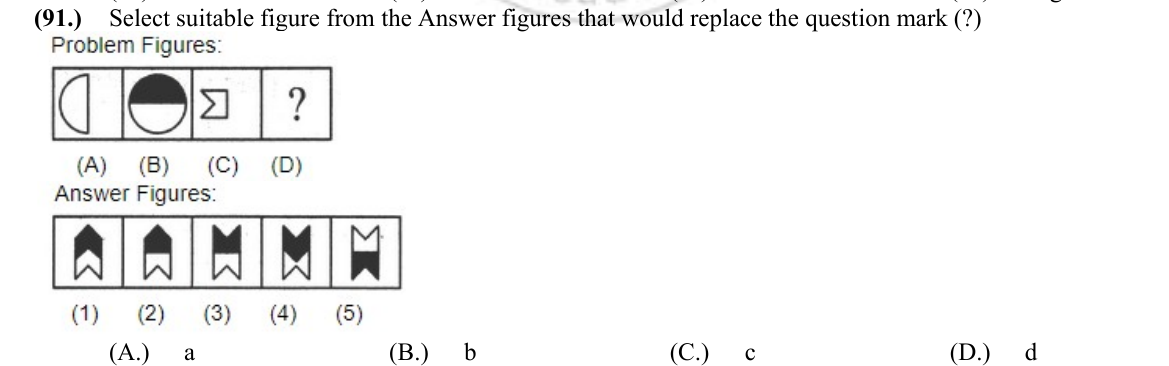 (91.) Select suitable figure from the Answer figures that would replace the question mark (?)
Problem Figures:
?
(A) (B) (C) (D)
Answer Figures:
(1) (2) (3) (4) (5)
(A.) a (B.) b (C.) c (D.) d